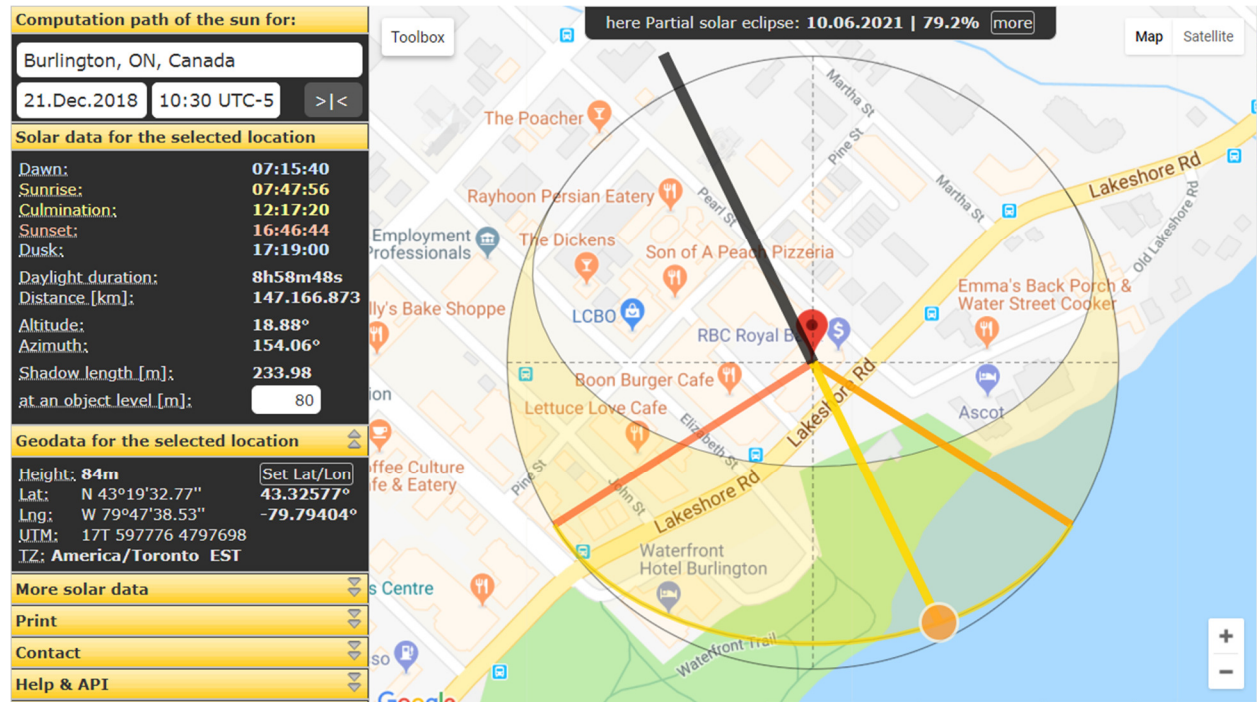 Computation path of the sun for:
Burlington, ON, Canada
21.Dec.2018 10:30 UTC-5 >|<
Solar data for the selected location
Dawn: 07:15:40
Sunrise: 07:47:56
Culmination: 12:17:20
Sunset: 16:46:44
Dusk: 17:19:00
Daylight duration: 8h58m48s
Distance [km]: 147.166.873
Altitude: 18.88°
Azimuth: 154.06°
Shadow length [m]: 233.98
at an object level [m]: 80
Geodata for the selected location
Height: 84m Set Lat/Lon
Lat: N 43°19'32.77'' 43.32577°
Lng: W 79°47'38.53'' -79.79404°
UTM: 17T 597776 4797698
TZ: America/Toronto EST
More solar data
Print
Contact
Help & API
Toolbox
here Partial solar eclipse: 10.06.2021 | 79.2% more
Map Satellite
The Poacher
Martha St
Pine St
Lakeshore Rd
Rayhoon Persian Eatery
Pearl St
Martha St
Old Lakeshore Rd
Employment
Professionals
The Dickens
Son of A Peach Pizzeria
Emma's Back Porch &
Water Street Cooker
lly's Bake Shoppe
LCBO
RBC Royal
$
ion
Boon Burger Cafe
Lettuce Love Cafe
Lakeshore Rd
Ascot
Elizabeth St
ffee Culture
fe & Eatery
Pine St
John St
Lakeshore Rd
Waterfront
Hotel Burlington
s Centre
Waterfront Trail
so
Google
+
−